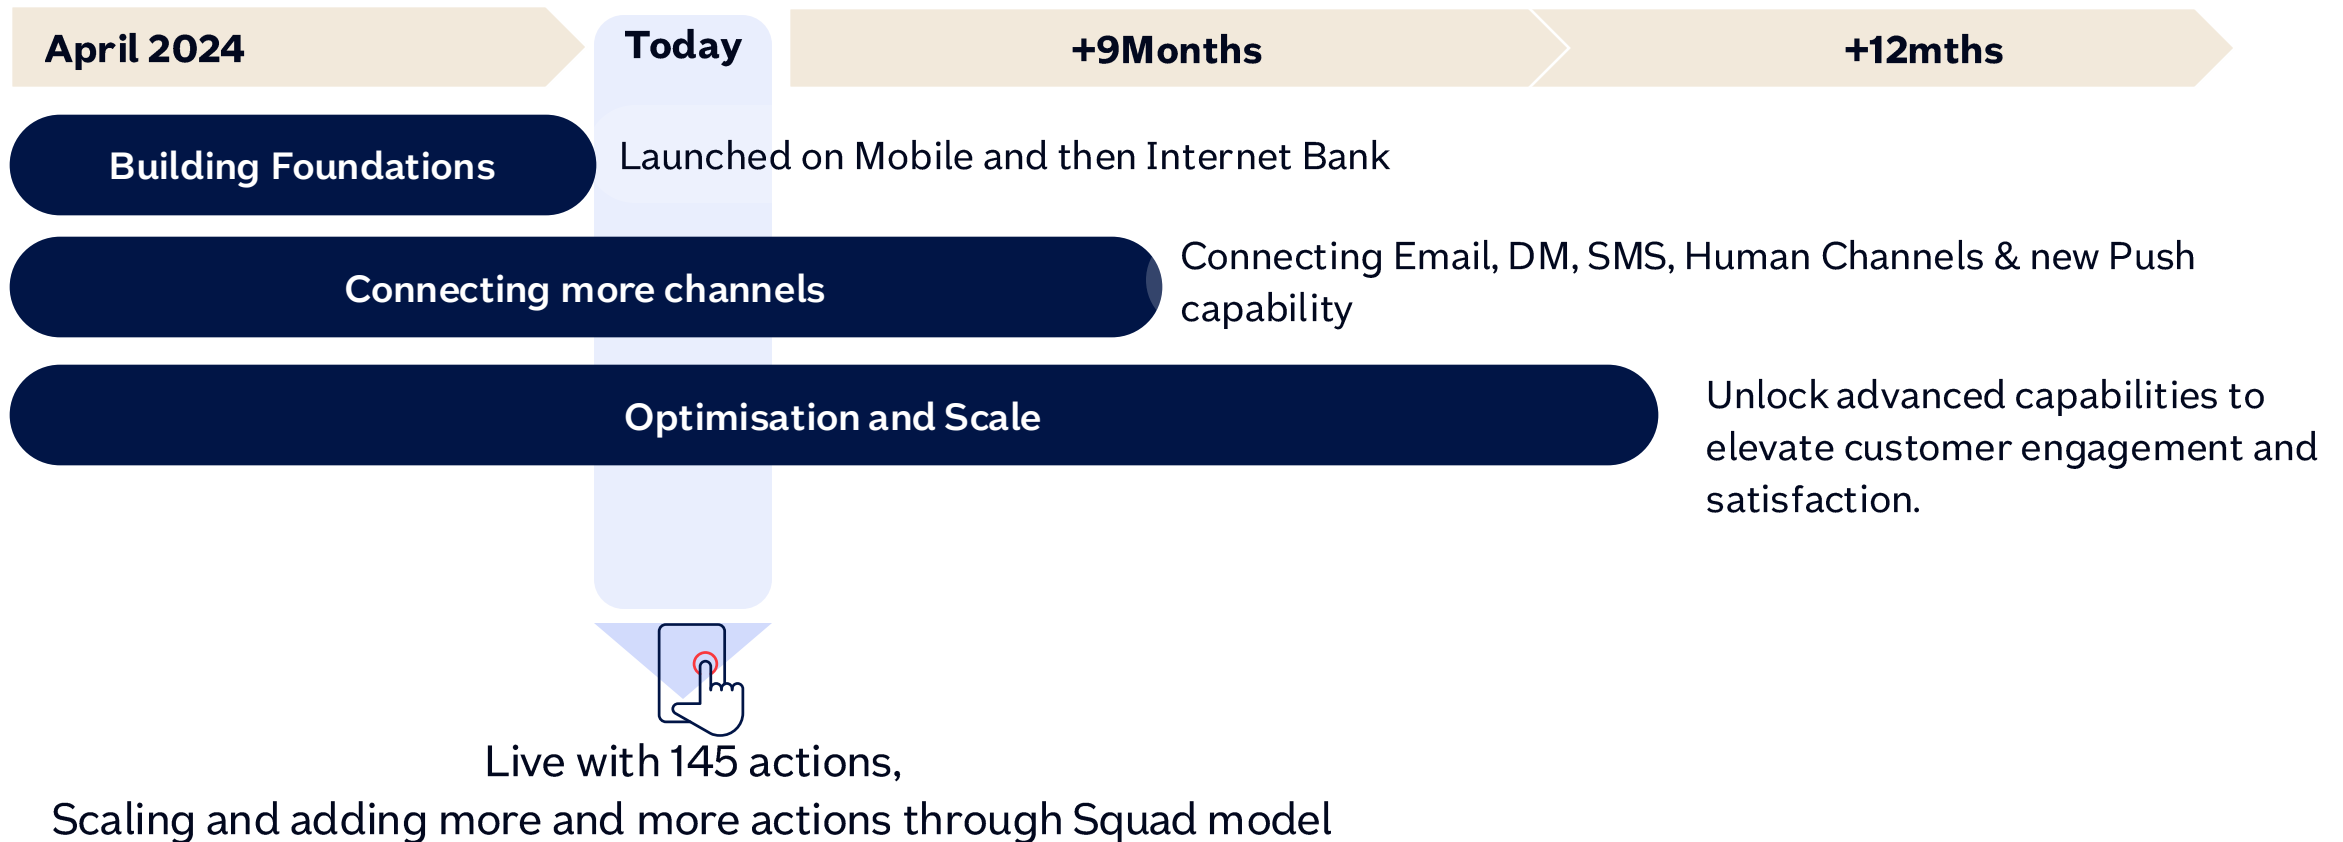 April 2024
Today
+9Months
+12mths
Building Foundations
Launched on Mobile and then Internet Bank
Connecting more channels
Connecting Email, DM, SMS, Human Channels & new Push
capability
Optimisation and Scale
Unlock advanced capabilities to
elevate customer engagement and
satisfaction.
Live with 145 actions,
Scaling and adding more and more actions through Squad model